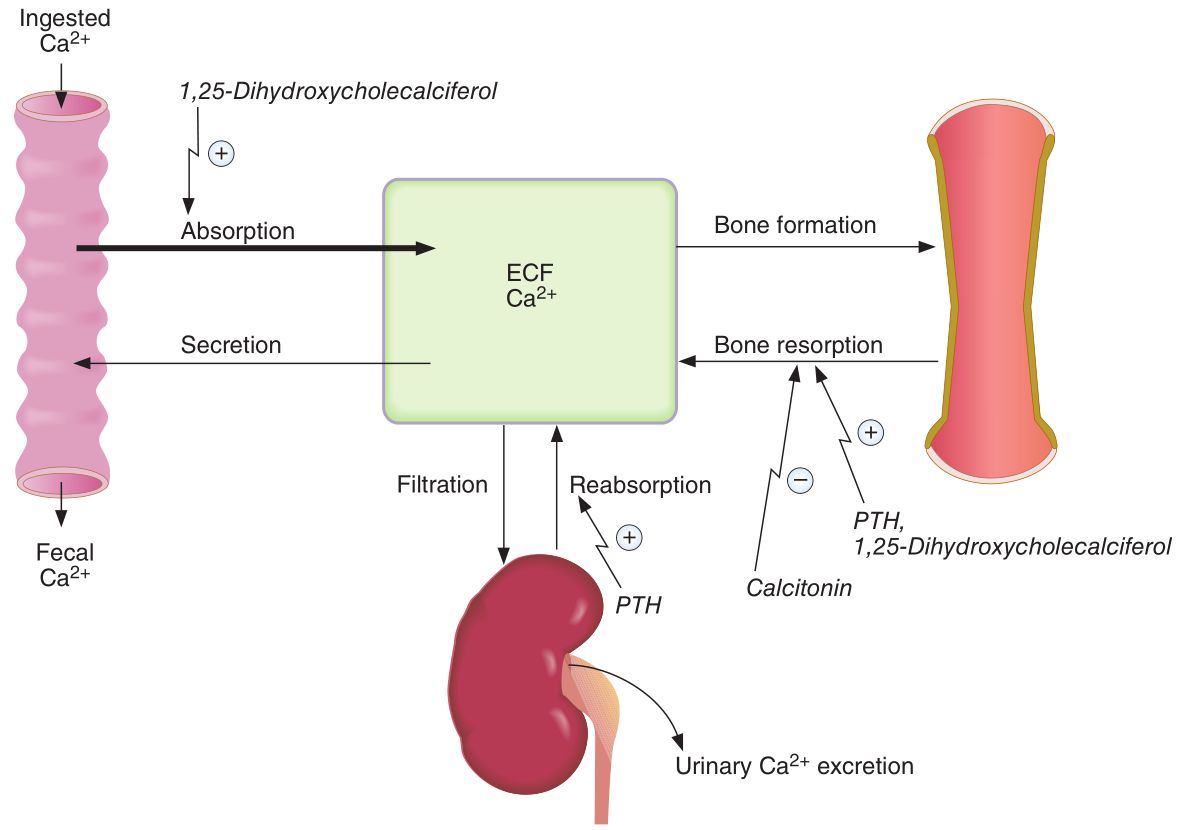 Ingested
Ca²⁺
1,25-Dihydroxycholecalciferol
+
Absorption
Bone formation
ECF
Ca²⁺
Secretion
Bone resorption
+
−
Filtration
Reabsorption
+
PTH,
1,25-Dihydroxycholecalciferol
Fecal
Ca²⁺
Calcitonin
PTH
Urinary Ca²⁺ excretion